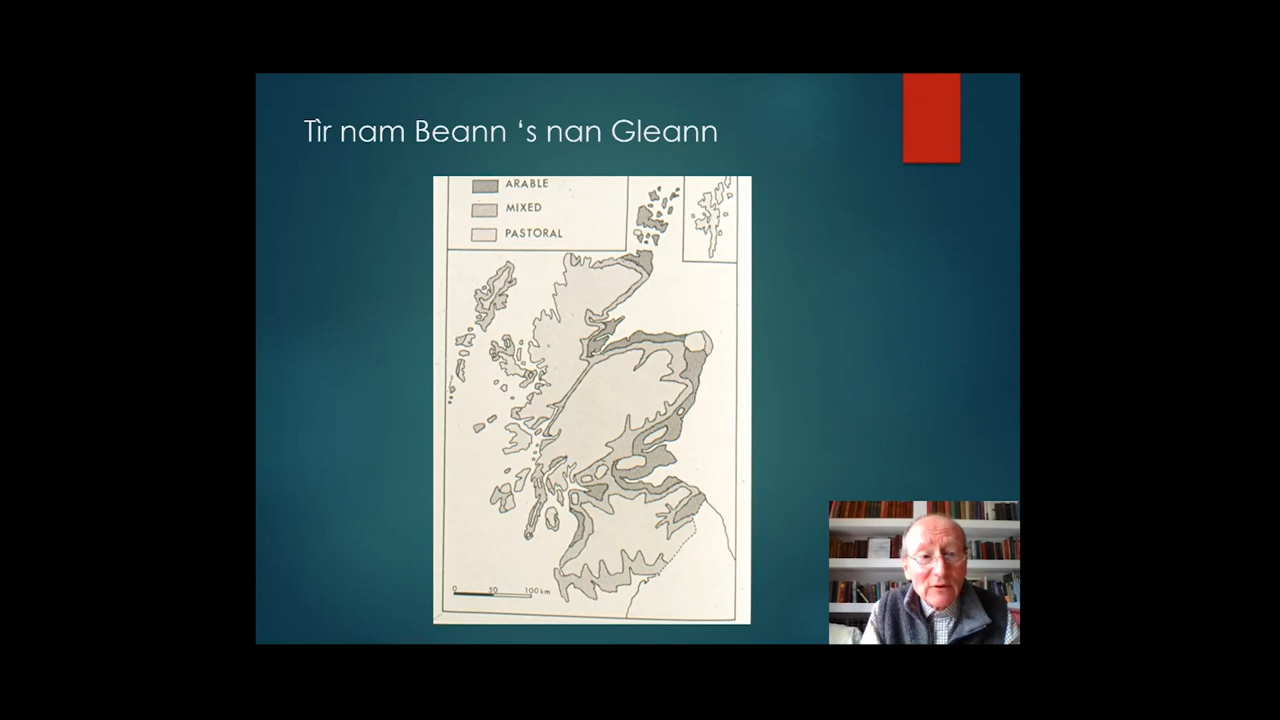 Tìr nam Beann ‘s nan Gleann
ARABLE
MIXED
PASTORAL
0 50 100 km